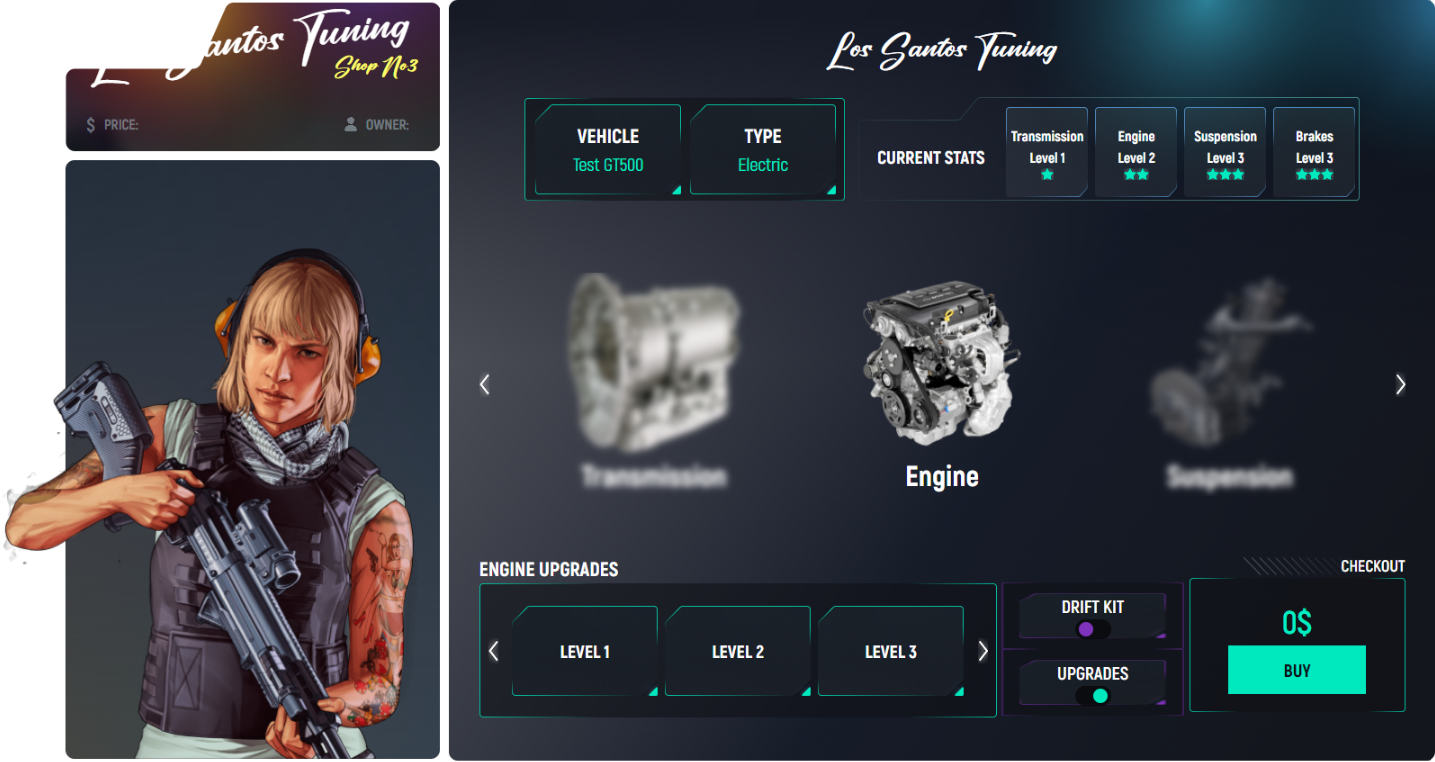 antos Tuning
Shop No3
$ PRICE:
OWNER:
Los Santos Tuning
VEHICLE
Test GT500
TYPE
Electric
CURRENT STATS
Transmission
Level 1
Engine
Level 2
Suspension
Level 3
Brakes
Level 3
Transmission
Engine
Suspension
ENGINE UPGRADES
LEVEL 1
LEVEL 2
LEVEL 3
DRIFT KIT
UPGRADES
CHECKOUT
0$
BUY